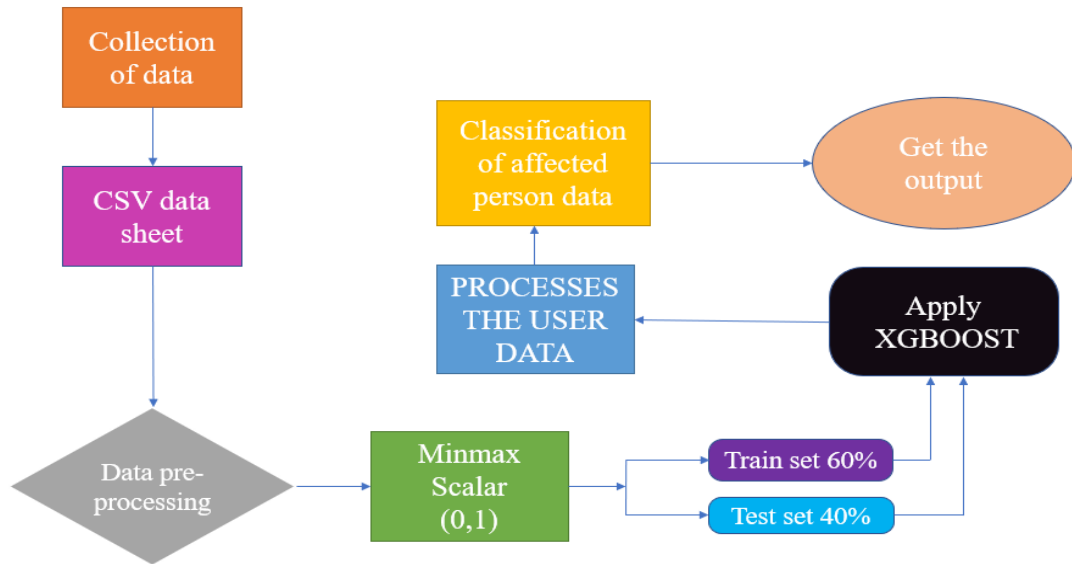 Collection
of data
CSV data
sheet
Data pre-
processing
Minmax
Scalar
(0,1)
Train set 60%
Test set 40%
Apply
XGBOOST
PROCESSES
THE USER
DATA
Classification
of affected
person data
Get the
output